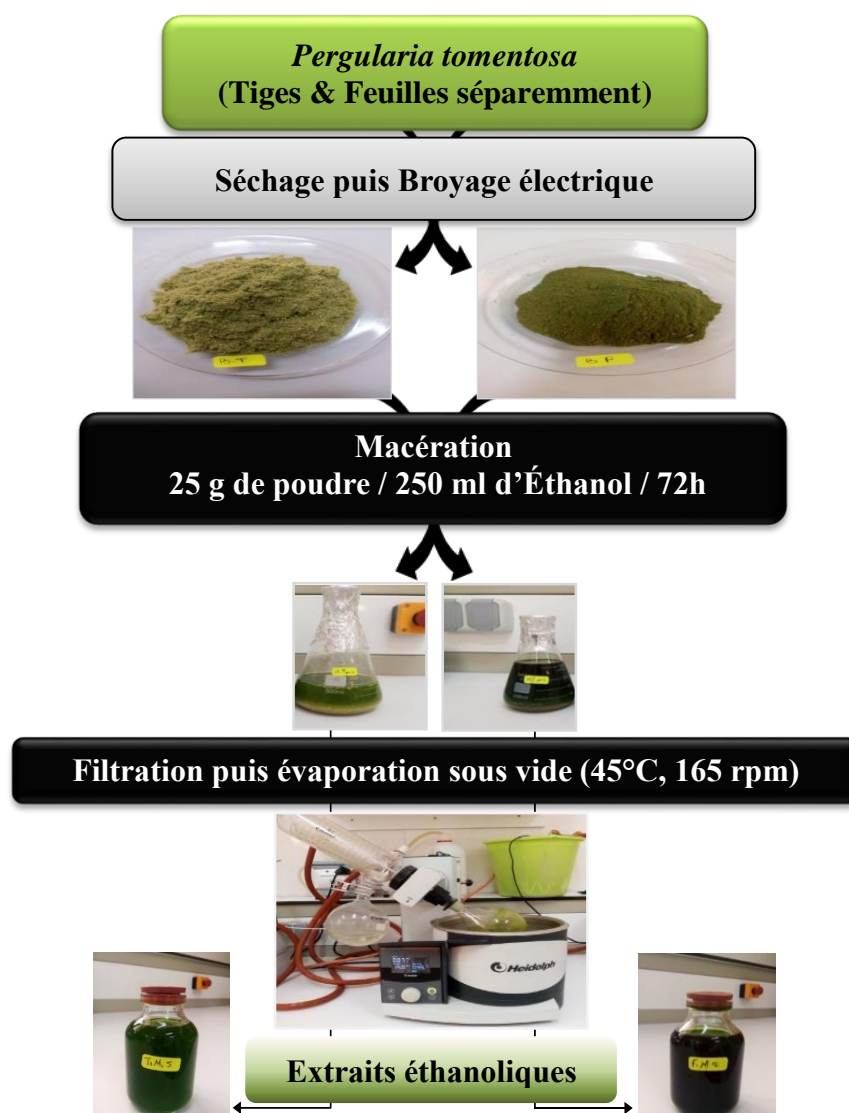 Pergularia tomentosa
(Tiges & Feuilles séparemment)
Séchage puis Broyage électrique
B.T
B.F
Macération
25 g de poudre / 250 ml d’Éthanol / 72h
Filtration puis évaporation sous vide (45°C, 165 rpm)
Heidolph
Extraits éthanoliques